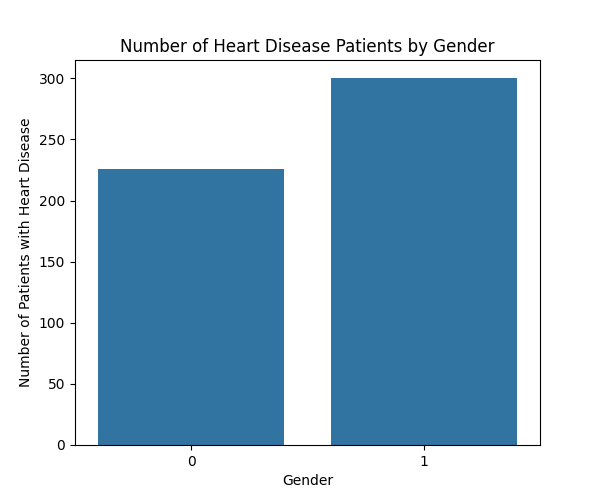 Number of Heart Disease Patients by Gender
Number of Patients with Heart Disease
300
250
200
150
100
50
0
0 1
Gender